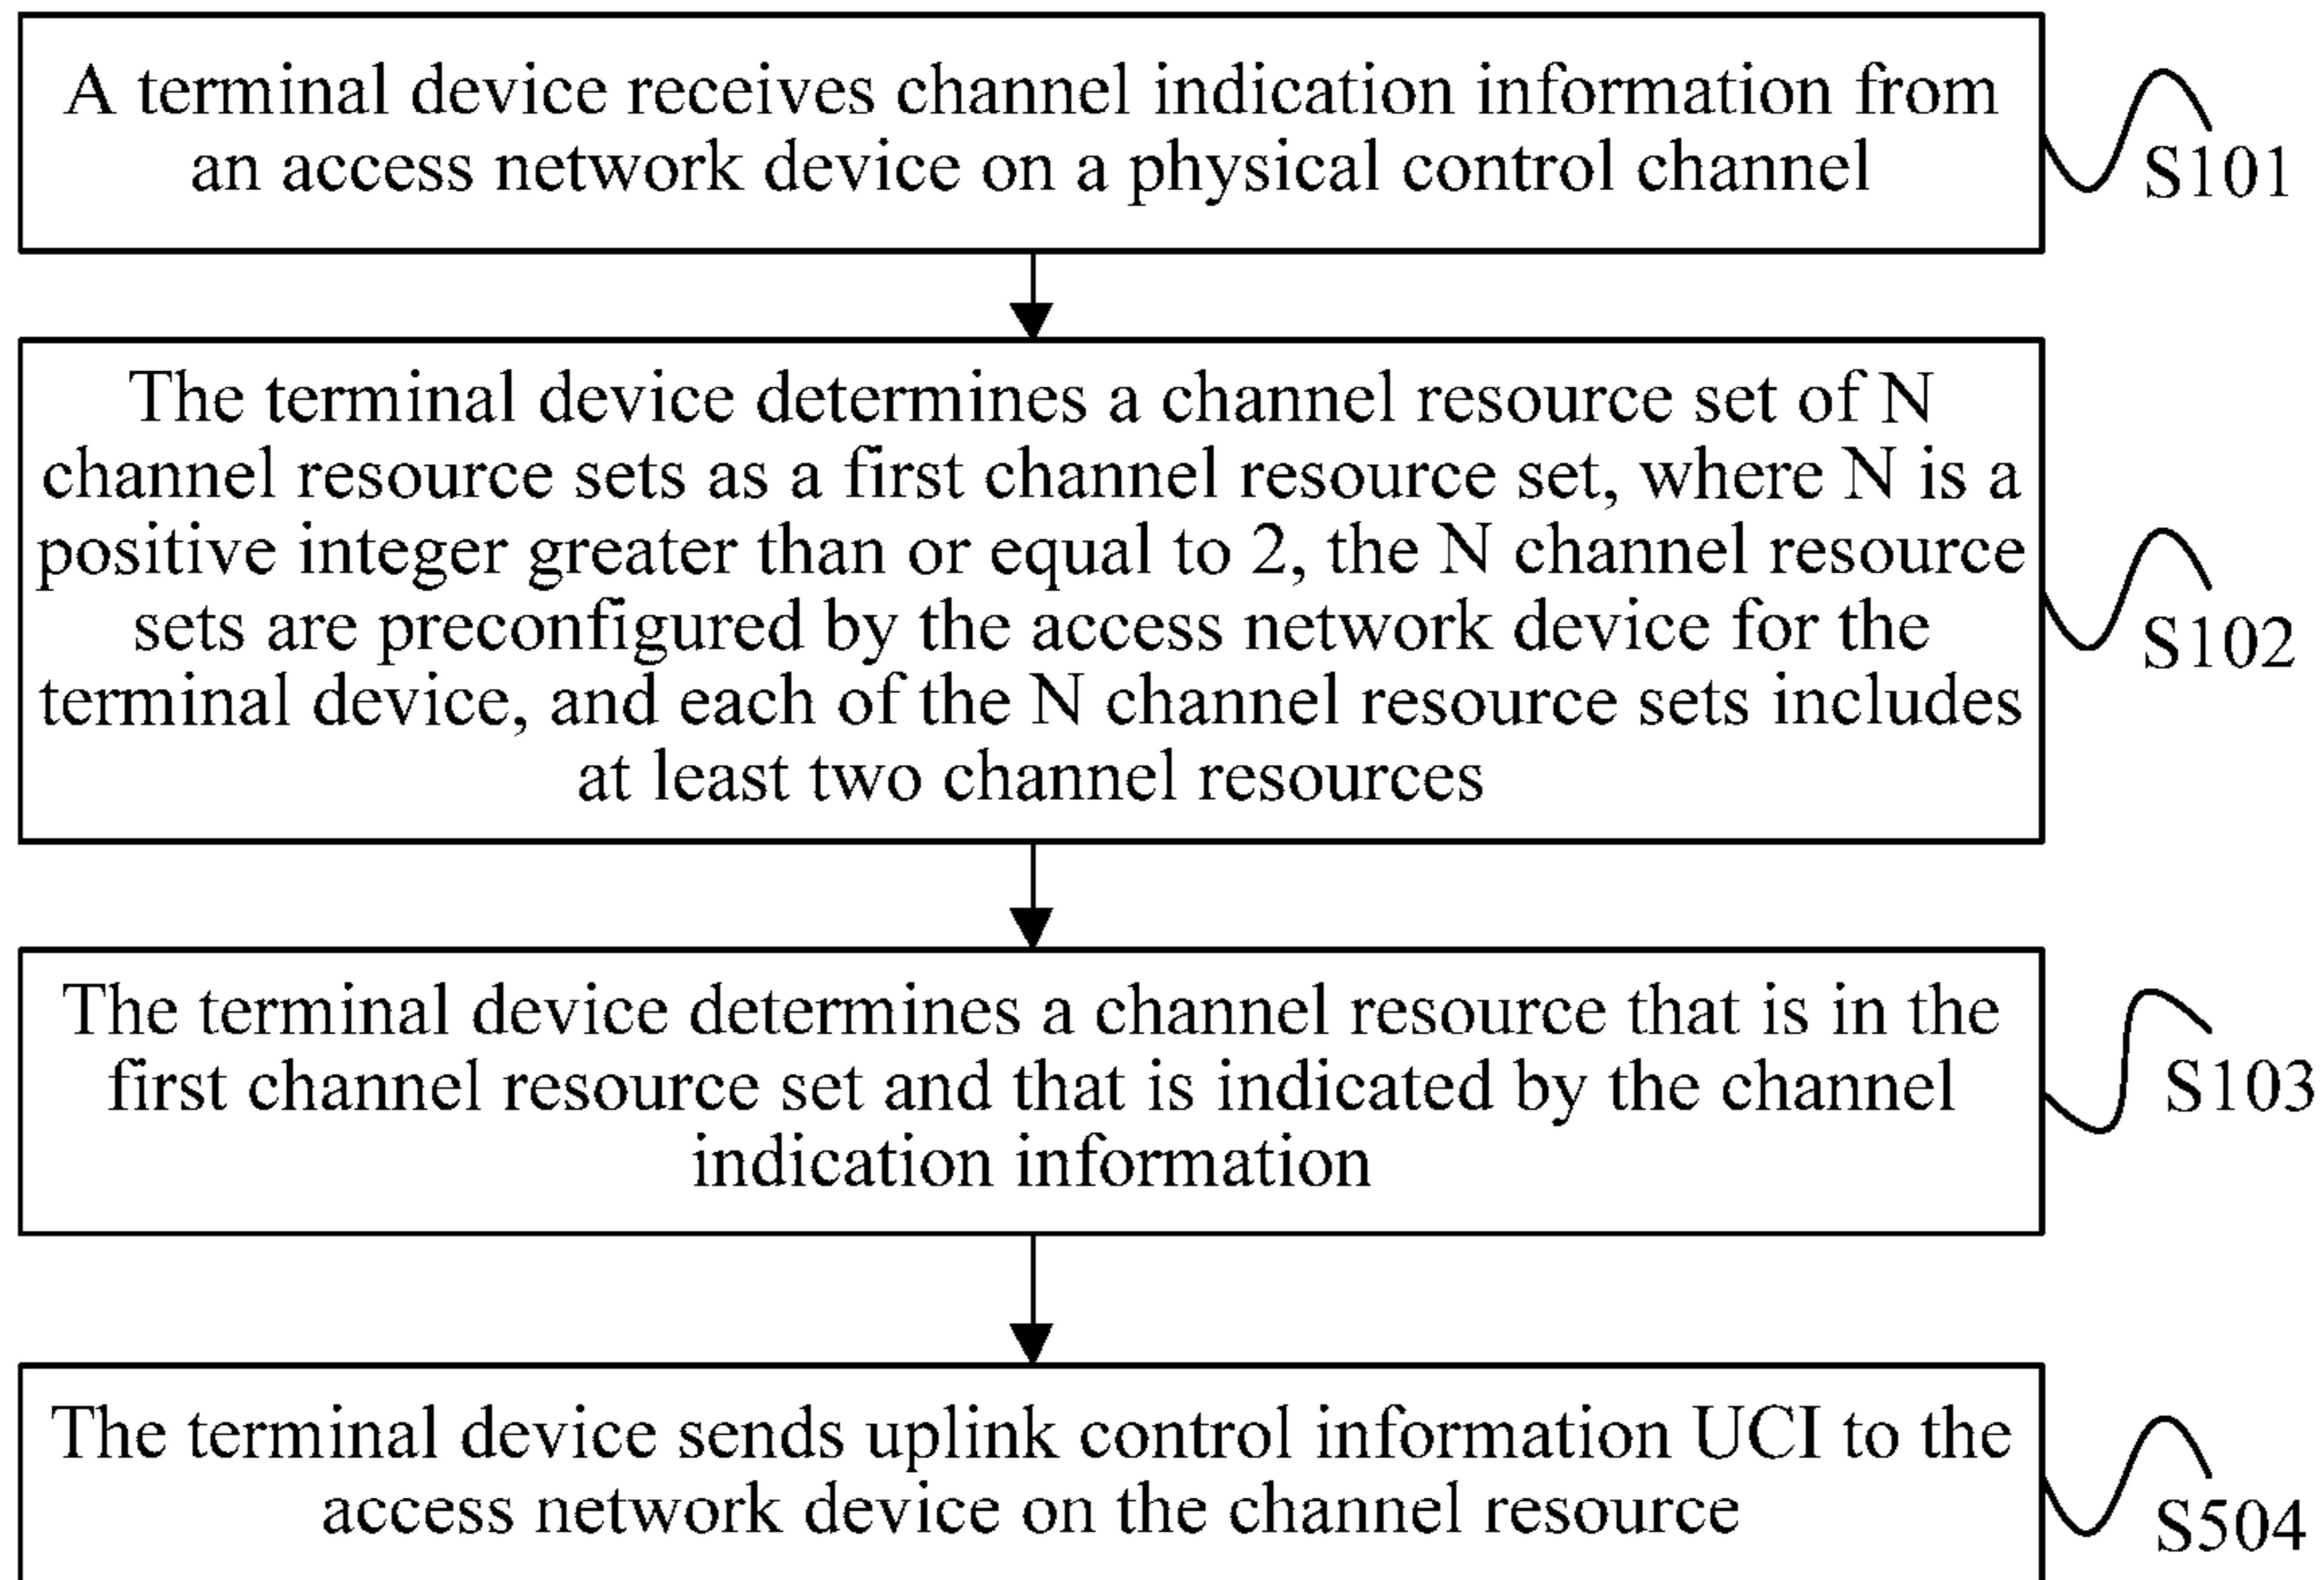 A terminal device receives channel indication information from
an access network device on a physical control channel
S101
The terminal device determines a channel resource set of N
channel resource sets as a first channel resource set, where N is a
positive integer greater than or equal to 2, the N channel resource
sets are preconfigured by the access network device for the
terminal device, and each of the N channel resource sets includes
at least two channel resources
S102
The terminal device determines a channel resource that is in the
first channel resource set and that is indicated by the channel
indication information
S103
The terminal device sends uplink control information UCI to the
access network device on the channel resource
S504